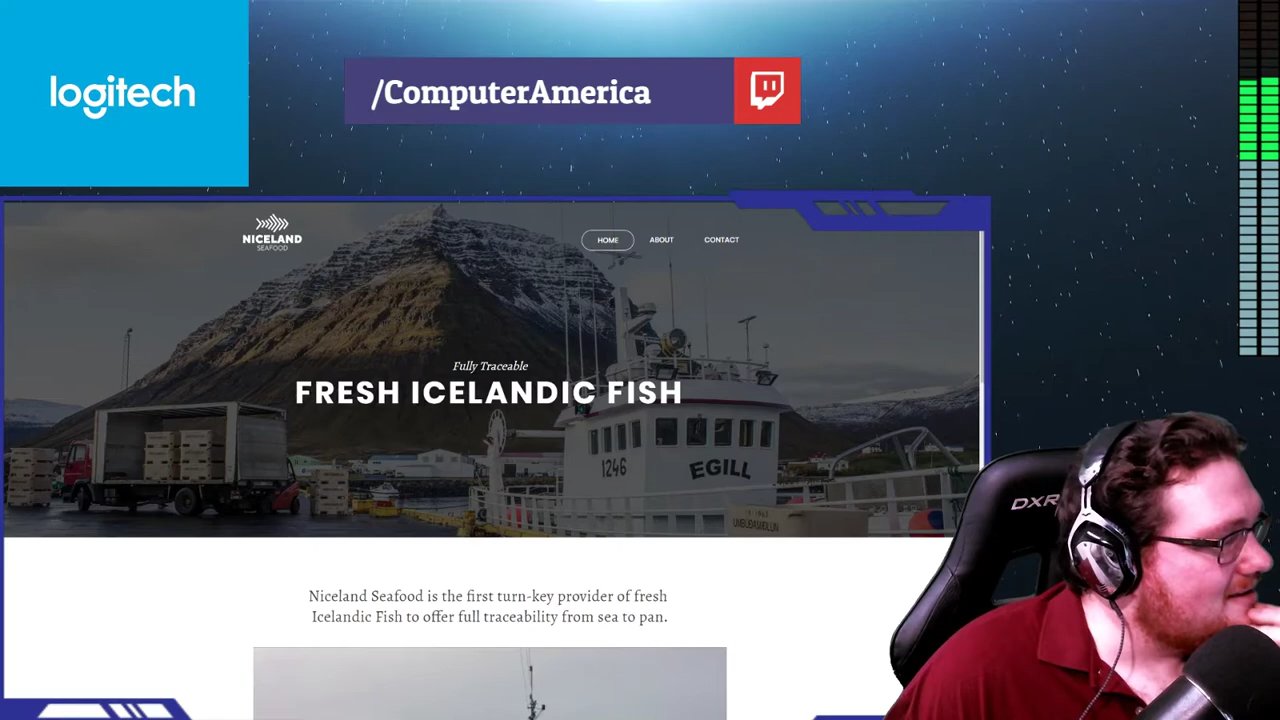 logitech
/ComputerAmerica
NICELAND
SEAFOOD
HOME
ABOUT
CONTACT
Fully Traceable
FRESH ICELANDIC FISH
1246
EGILL
DXR
Niceland Seafood is the first turn-key provider of fresh
Icelandic Fish to offer full traceability from sea to pan.